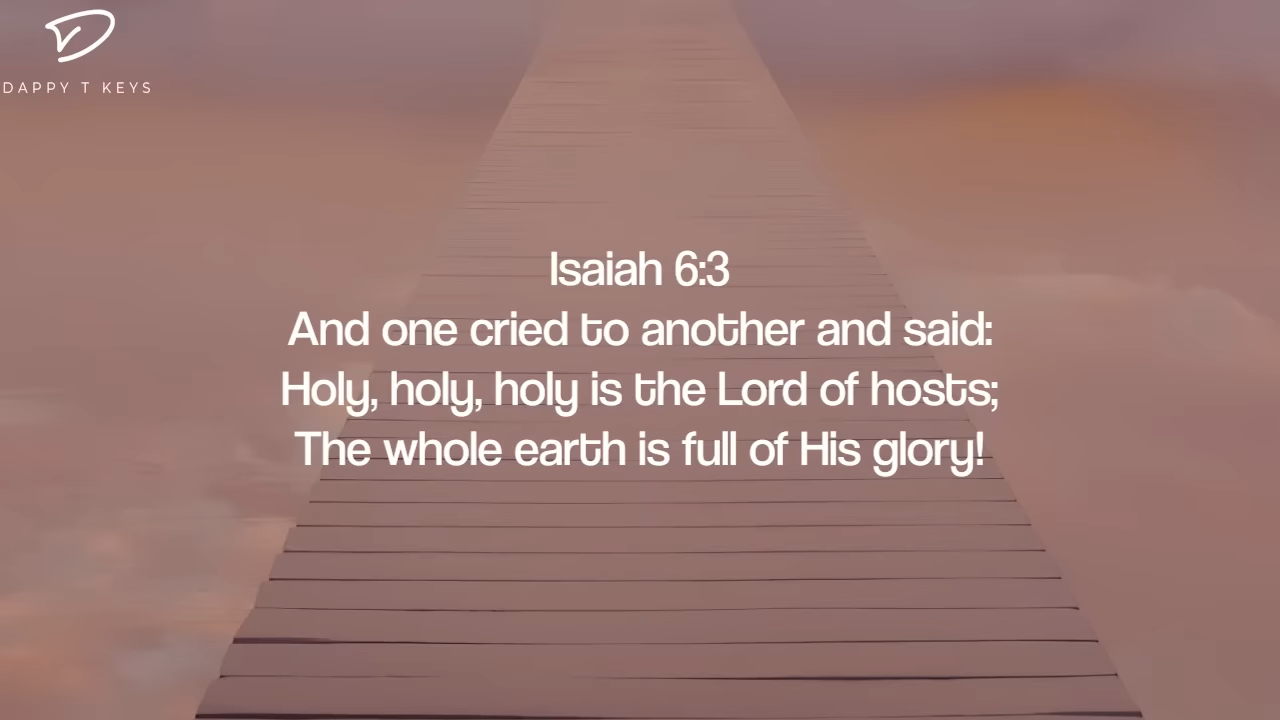 DAPPY T KEYS
Isaiah 6:3
And one cried to another and said:
Holy, holy, holy is the Lord of hosts;
The whole earth is full of His glory!